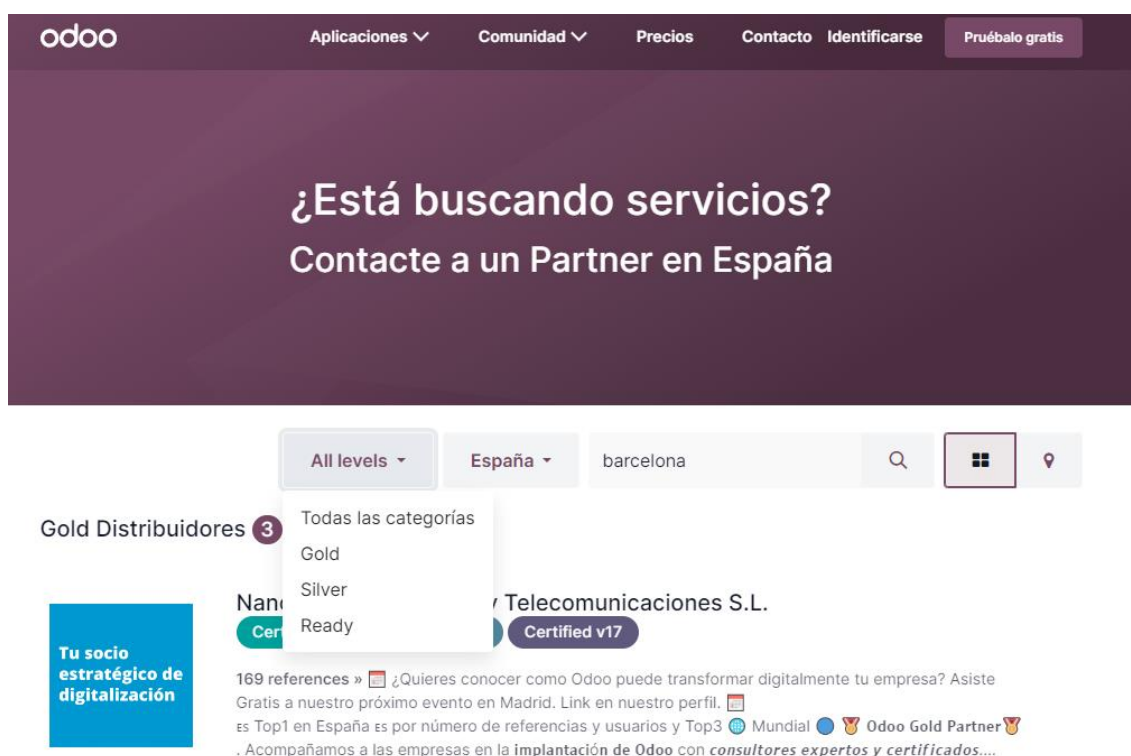 odoo
Aplicaciones Comunidad Precios Contacto Identificarse Pruébalo gratis
¿Está buscando servicios?
Contacte a un Partner en España
All levels España barcelona
Todas las categorías
Gold
Silver
Ready
Gold Distribuidores 3
Tu socio
estratégico de
digitalización
y Telecomunicaciones S.L.
Certified v17
169 references » ¿Quieres conocer como Odoo puede transformar digitalmente tu empresa? Asiste
Gratis a nuestro próximo evento en Madrid. Link en nuestro perfil.
ES Top1 en España ES por número de referencias y usuarios y Top3 🌐 Mundial 🔵 🏅 Odoo Gold Partner🏅
. Acompañamos a las empresas en la implantación de Odoo con consultores expertos y certificados....